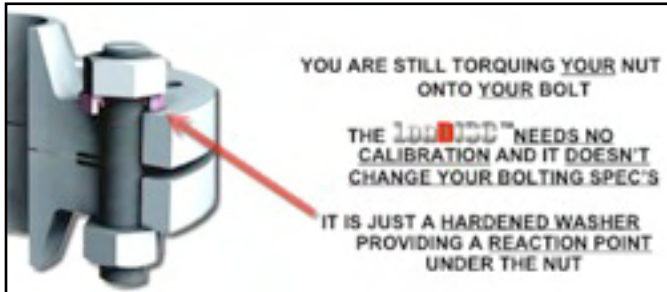 YOU ARE STILL TORQUING YOUR NUT
ONTO YOUR BOLT
THE ™ NEEDS NO
CALIBRATION AND IT DOESN'T
CHANGE YOUR BOLTING SPEC'S
IT IS JUST A HARDENED WASHER
PROVIDING A REACTION POINT
UNDER THE NUT